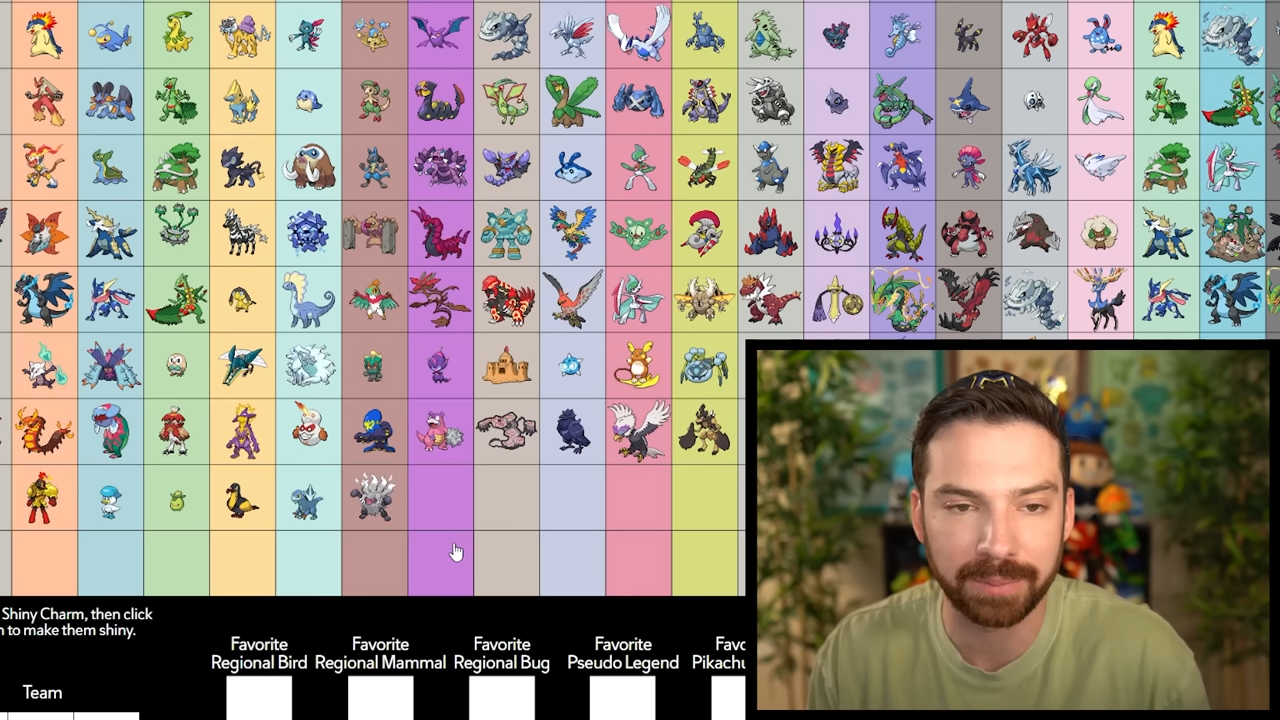 Shiny Charm, then click
n to make them shiny.
Favorite
Regional Bird
Favorite
Regional Mammal
Favorite
Regional Bug
Favorite
Pseudo Legend
Favo
Pikachu
Team